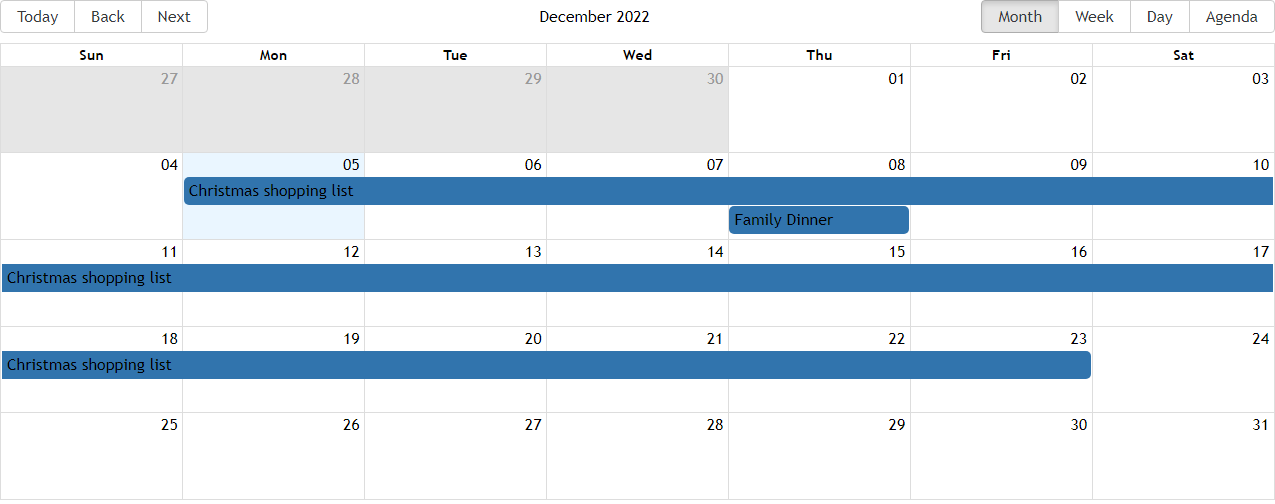 Today Back Next December 2022 Month Week Day Agenda
Sun Mon Tue Wed Thu Fri Sat
27 28 29 30 01 02 03
04 05 06 07 08 09 10
Christmas shopping list
Family Dinner
11 12 13 14 15 16 17
Christmas shopping list
18 19 20 21 22 23 24
Christmas shopping list
25 26 27 28 29 30 31